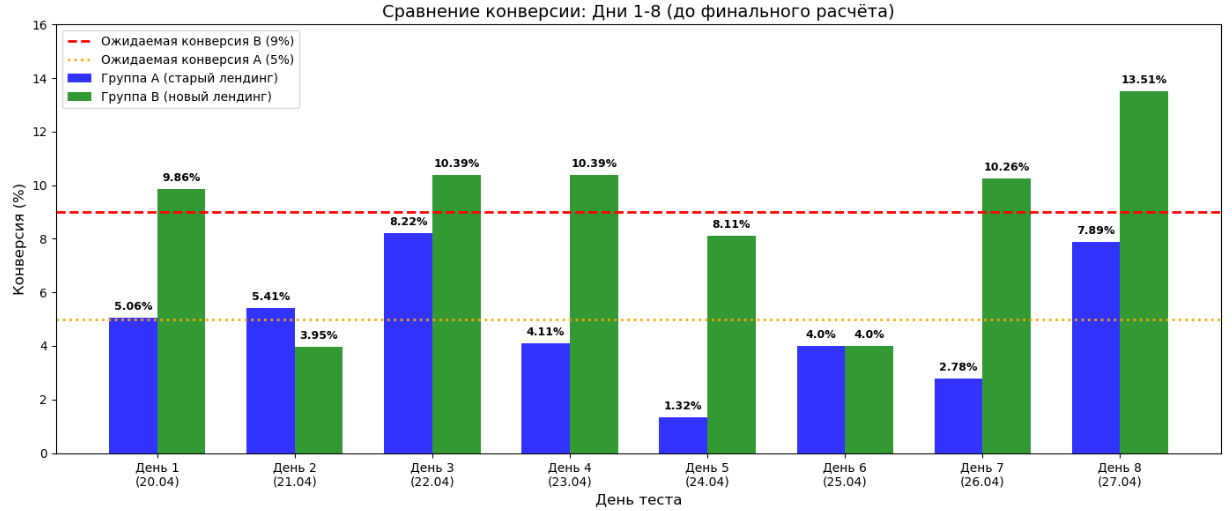 Сравнение конверсии: Дни 1-8 (до финального расчёта)
Ожидаемая конверсия B (9%)
Ожидаемая конверсия A (5%)
Группа A (старый лендинг)
Группа B (новый лендинг)
Конверсия (%)
16
14
12
10
8
6
4
2
0
5.06%
9.86%
5.41%
3.95%
8.22%
10.39%
4.11%
10.39%
1.32%
8.11%
4.0%
4.0%
2.78%
10.26%
7.89%
13.51%
День 1
(20.04)
День 2
(21.04)
День 3
(22.04)
День 4
(23.04)
День 5
(24.04)
День 6
(25.04)
День 7
(26.04)
День 8
(27.04)
День теста